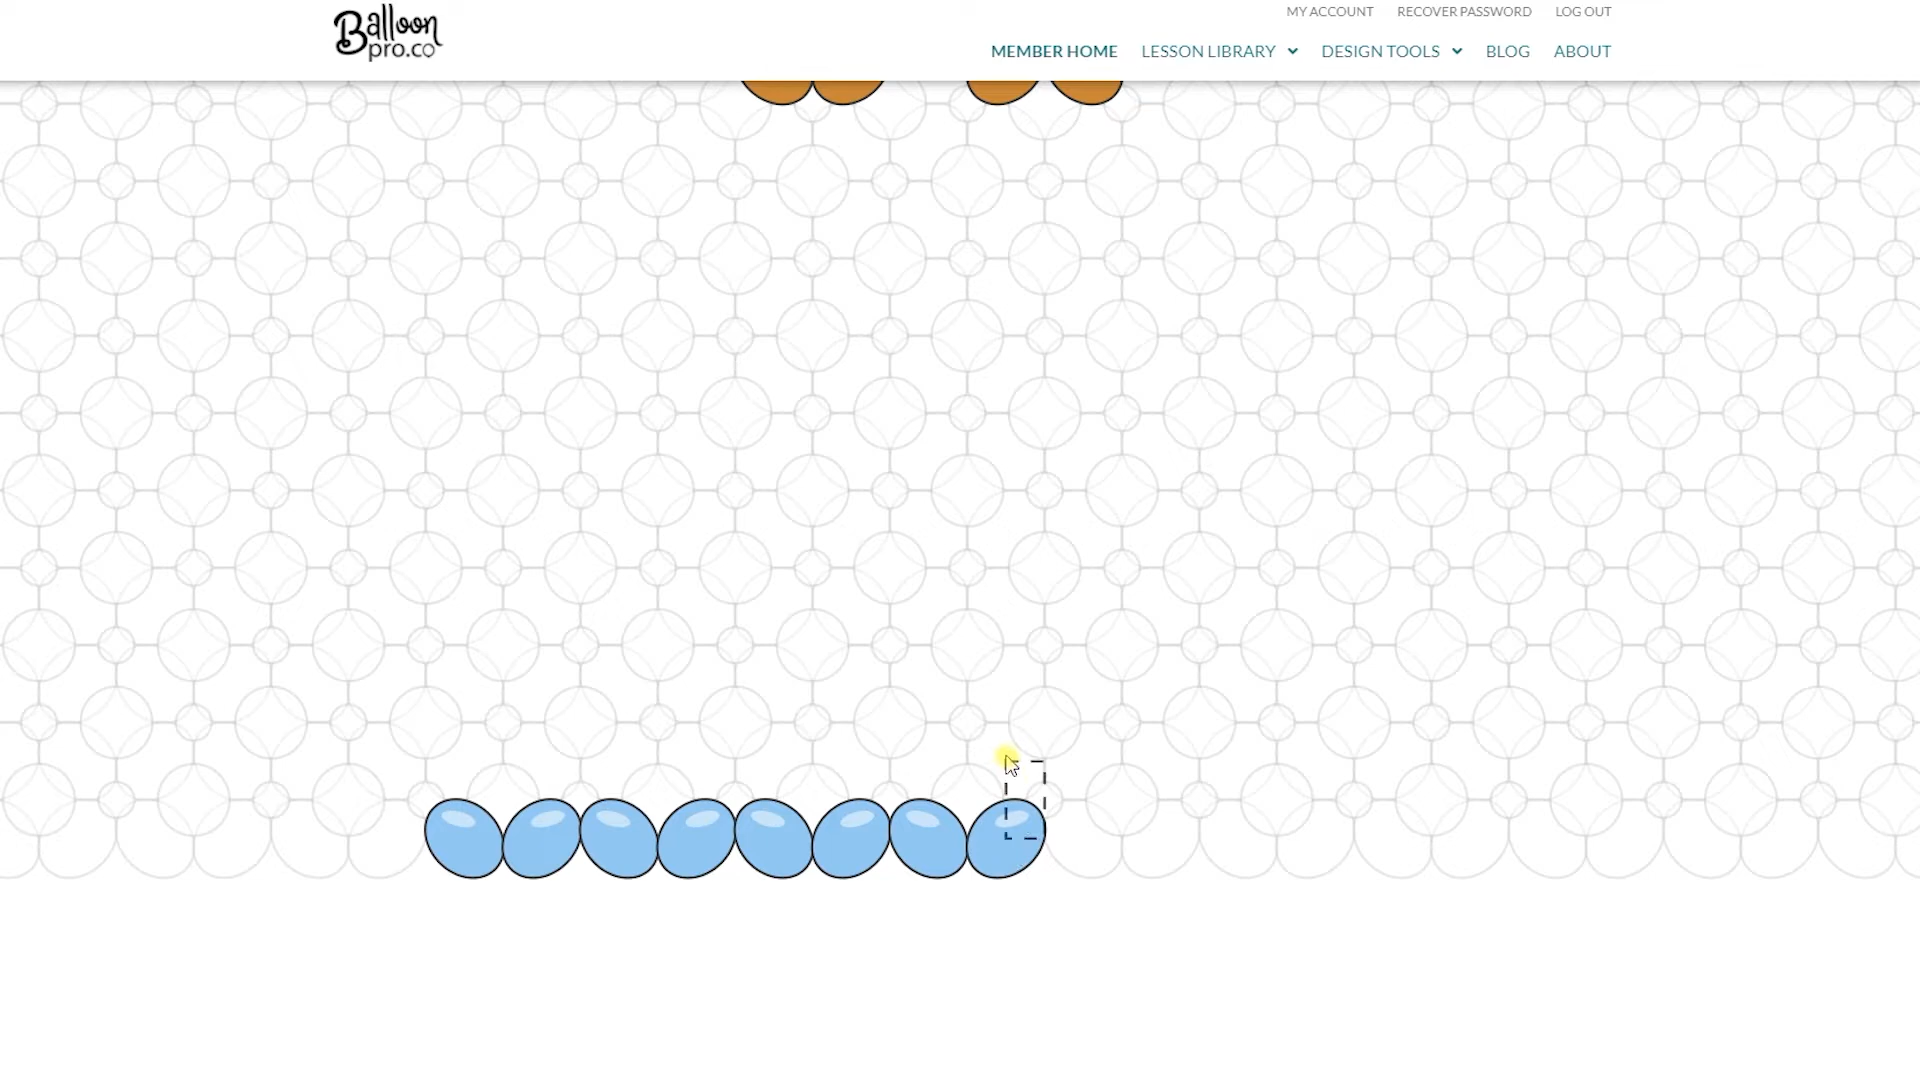 Balloon
pro.co
MY ACCOUNT RECOVER PASSWORD LOG OUT
MEMBER HOME LESSON LIBRARY DESIGN TOOLS BLOG ABOUT